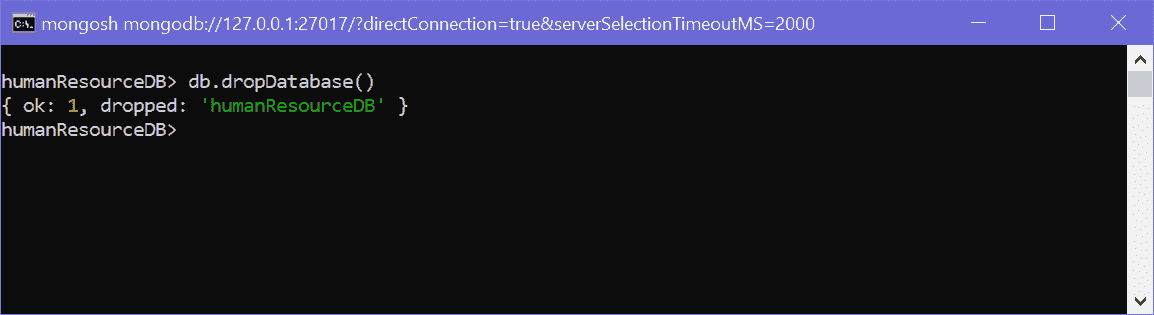 mongosh mongodb://127.0.0.1:27017/?directConnection=true&serverSelectionTimeoutMS=2000
humanResourceDB> db.dropDatabase()
{ ok: 1, dropped: 'humanResourceDB' }
humanResourceDB>